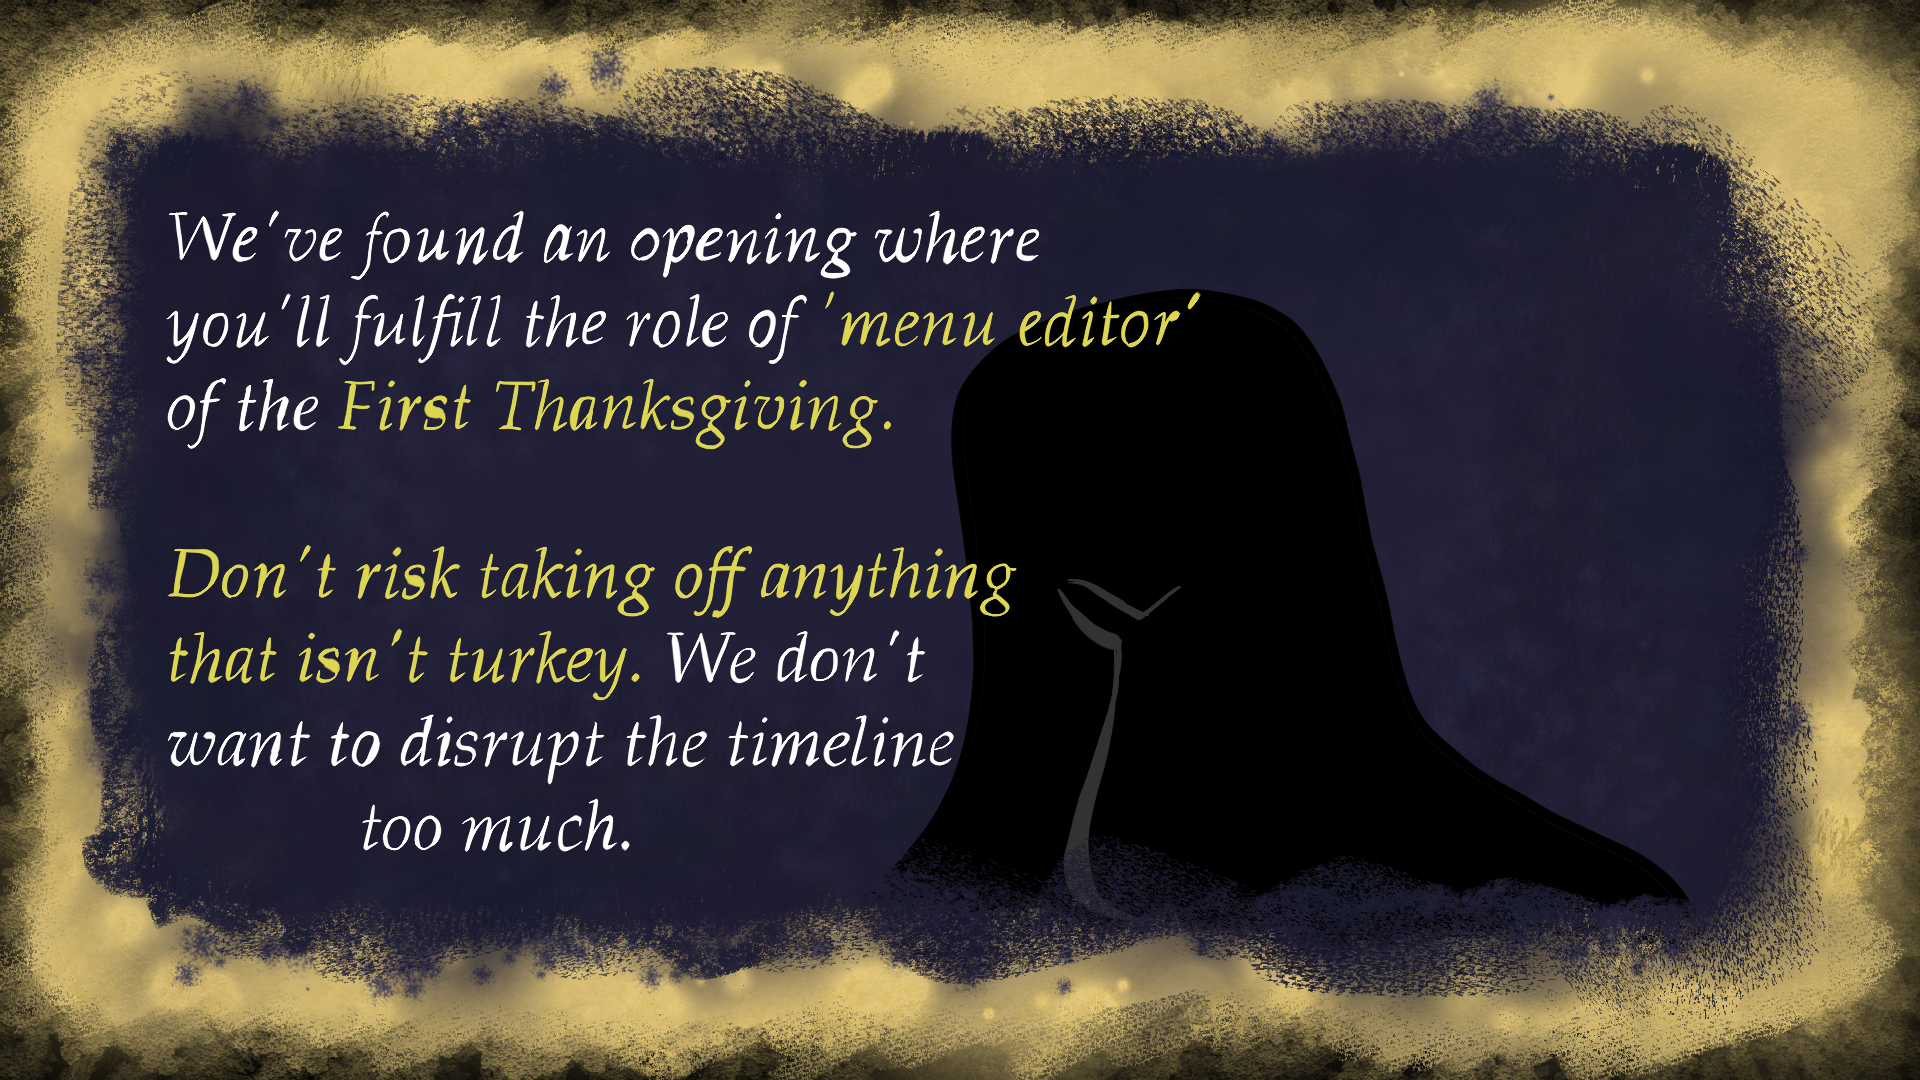 We've found an opening where
you'll fulfill the role of 'menu editor'
of the First Thanksgiving.
Don't risk taking off anything
that isn't turkey. We don't
want to disrupt the timeline
too much.